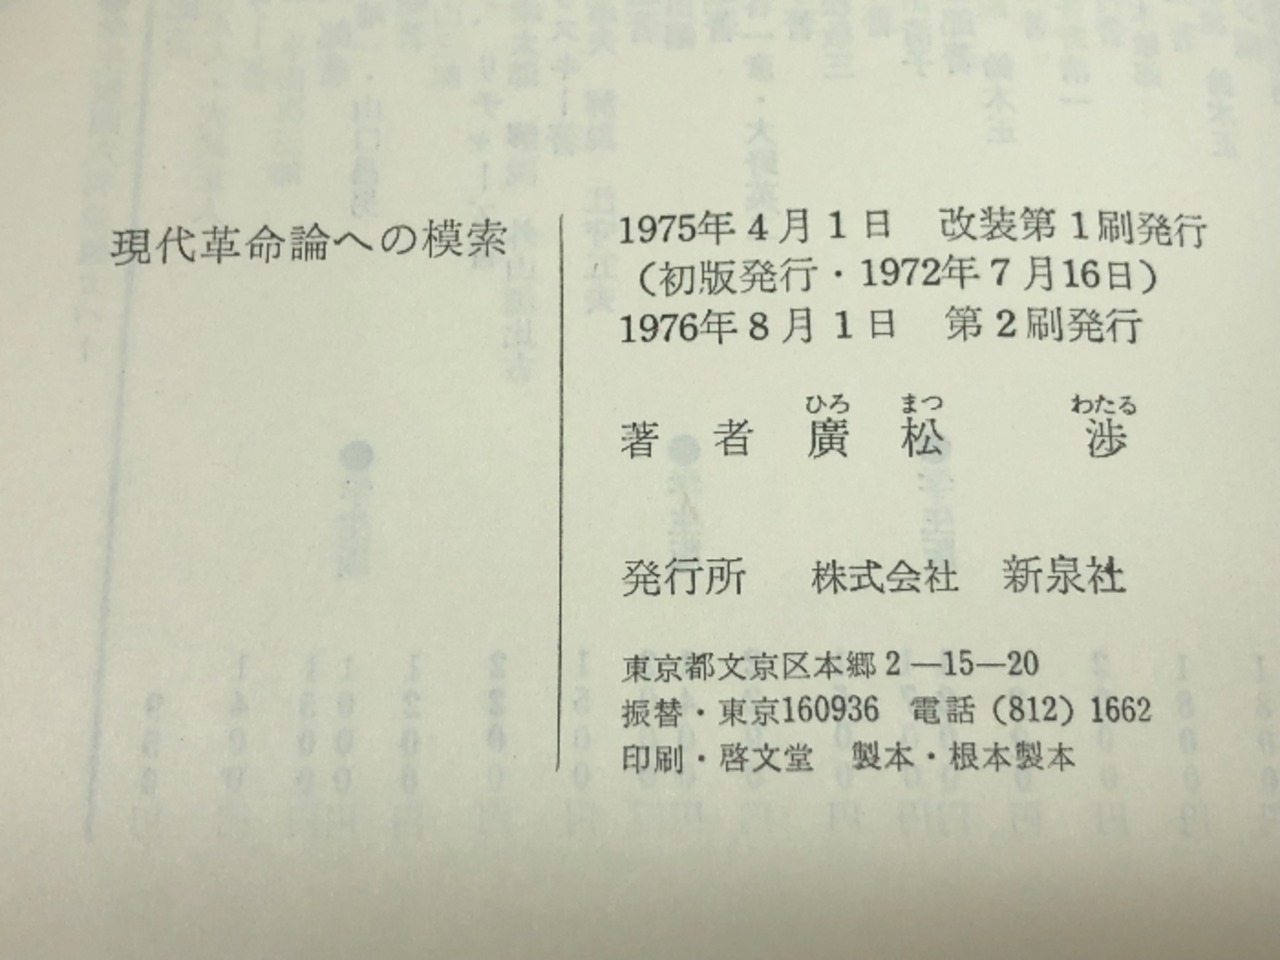 現代革命論への模索
1975年4月1日 改装第1刷発行
（初版発行・1972年7月16日）
1976年8月1日 第2刷発行
ひろ まつ わたる
著者 廣松 渉
発行所 株式会社 新泉社
東京都文京区本郷2―15―20
振替・東京160936 電話（812）1662
印刷・啓文堂 製本・根本製本